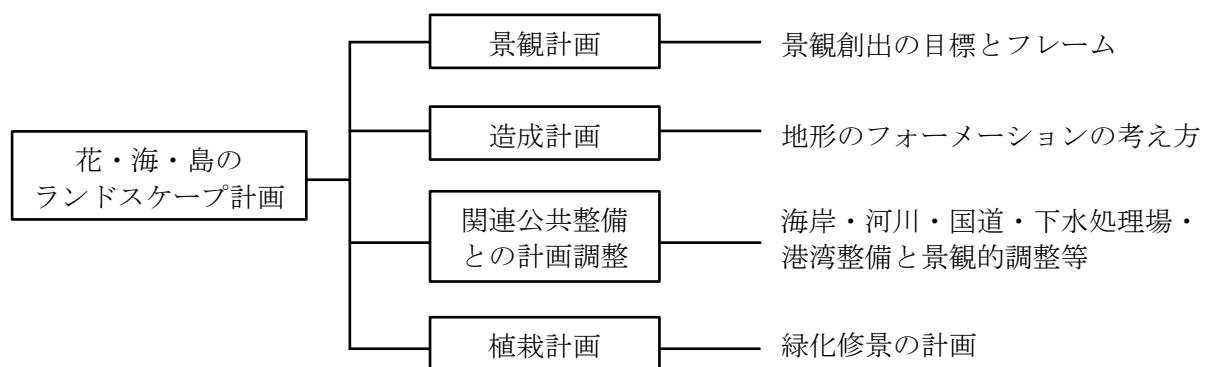 花・海・島の
ランドスケープ計画
景観計画
景観創出の目標とフレーム
造成計画
地形のフォーメーションの考え方
関連公共整備
との計画調整
海岸・河川・国道・下水処理場・
港湾整備と景観的調整等
植栽計画
緑化修景の計画